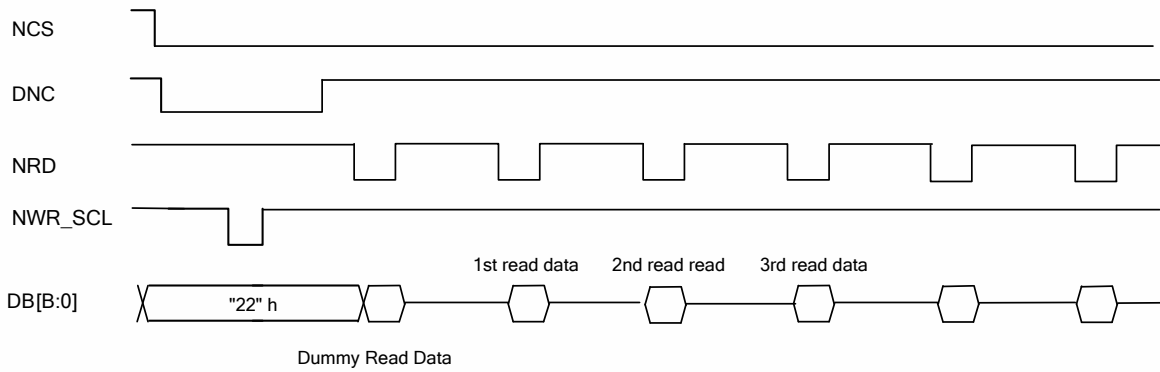 NCS
DNC
NRD
NWR_SCL
1st read data 2nd read read 3rd read data
DB[B:0] "22" h
Dummy Read Data